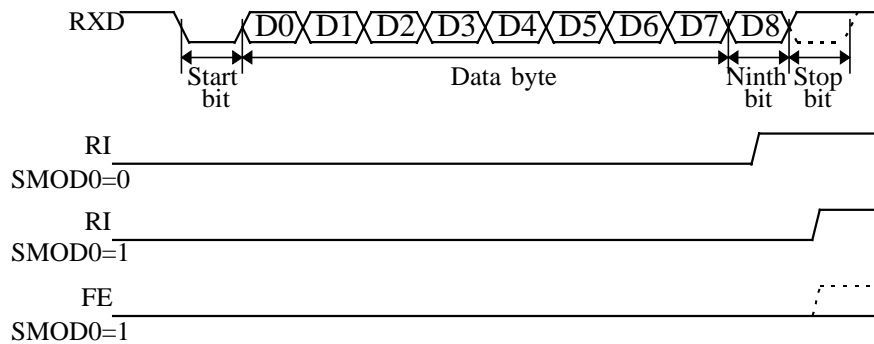 RXD D0 D1 D2 D3 D4 D5 D6 D7 D8
Start bit
Data byte
Ninth bit
Stop bit
RI
SMOD0=0
RI
SMOD0=1
FE
SMOD0=1